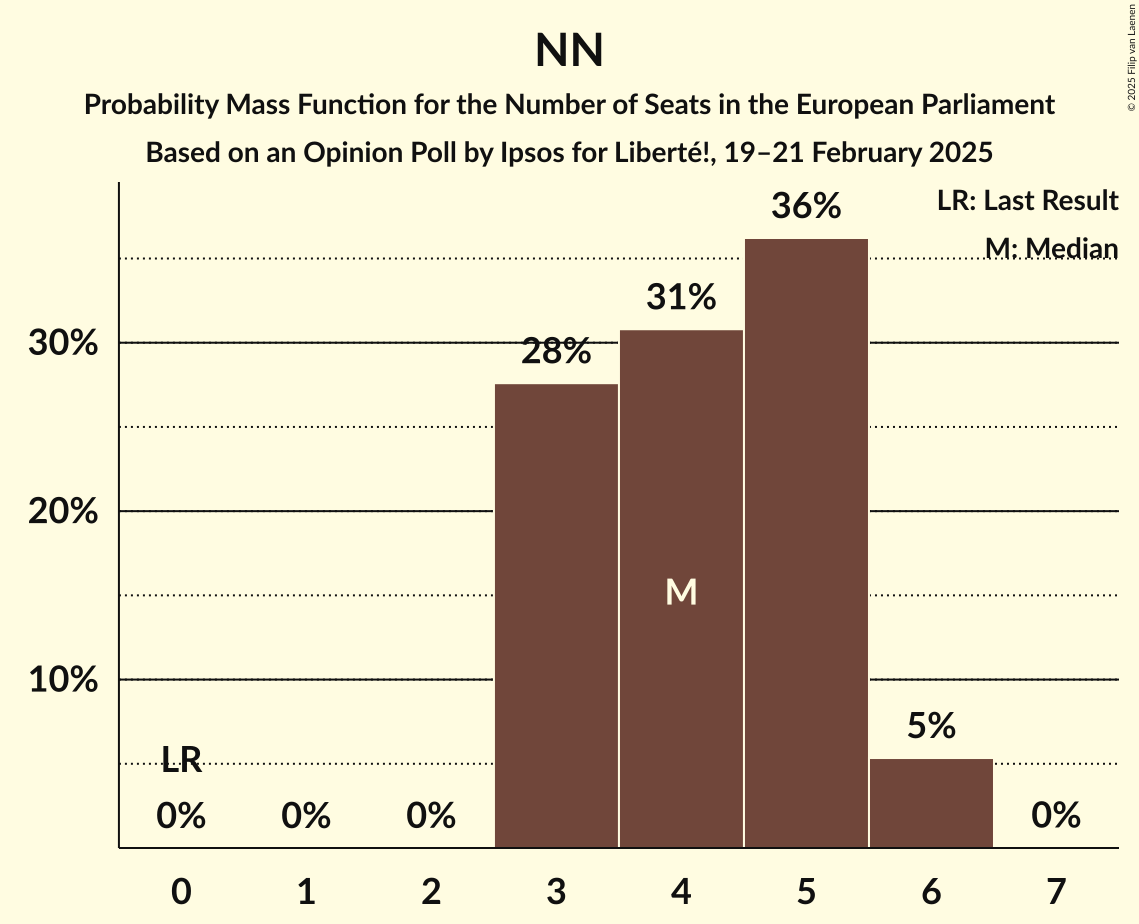 NN
Probability Mass Function for the Number of Seats in the European Parliament
Based on an Opinion Poll by Ipsos for Liberté!, 19–21 February 2025
© 2025 Filip van Laenen
LR: Last Result
M: Median
36%
31%
28%
30%
20%
10%
M
5%
LR
0%
0%
0%
0%
0 1 2 3 4 5 6 7